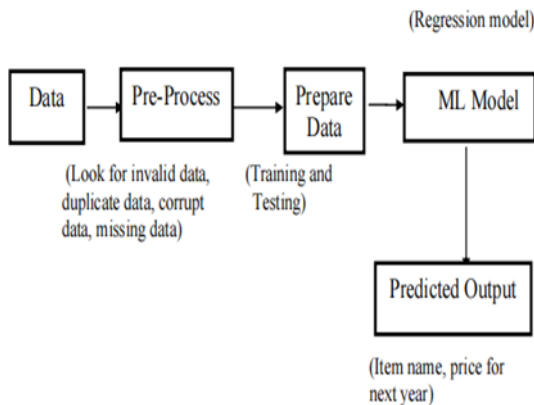 (Regression model)
Data
Pre-Process
Prepare
Data
ML Model
(Look for invalid data,
duplicate data, corrupt
data, missing data)
(Training and
Testing)
Predicted Output
(Item name, price for
next year)